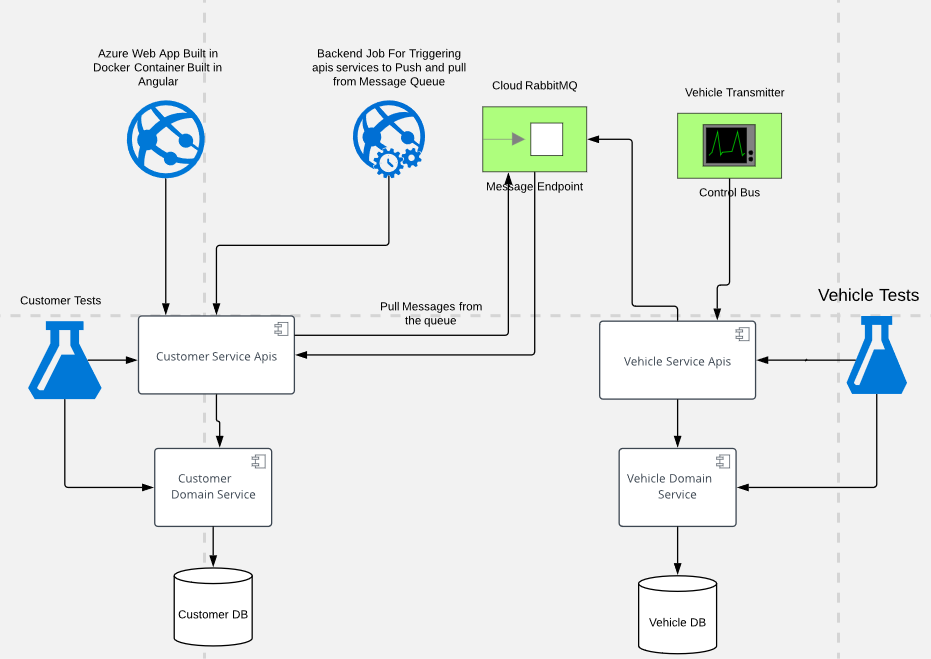 Azure Web App Built in
Docker Container Built in
Angular
Backend Job For Triggering
apis services to Push and pull
from Message Queue
Cloud RabbitMQ
Message Endpoint
Vehicle Transmitter
Control Bus
Customer Tests
Pull Messages from
the queue
Vehicle Tests
Customer Service Apis
Vehicle Service Apis
Customer
Domain Service
Vehicle Domain
Service
Customer DB
Vehicle DB